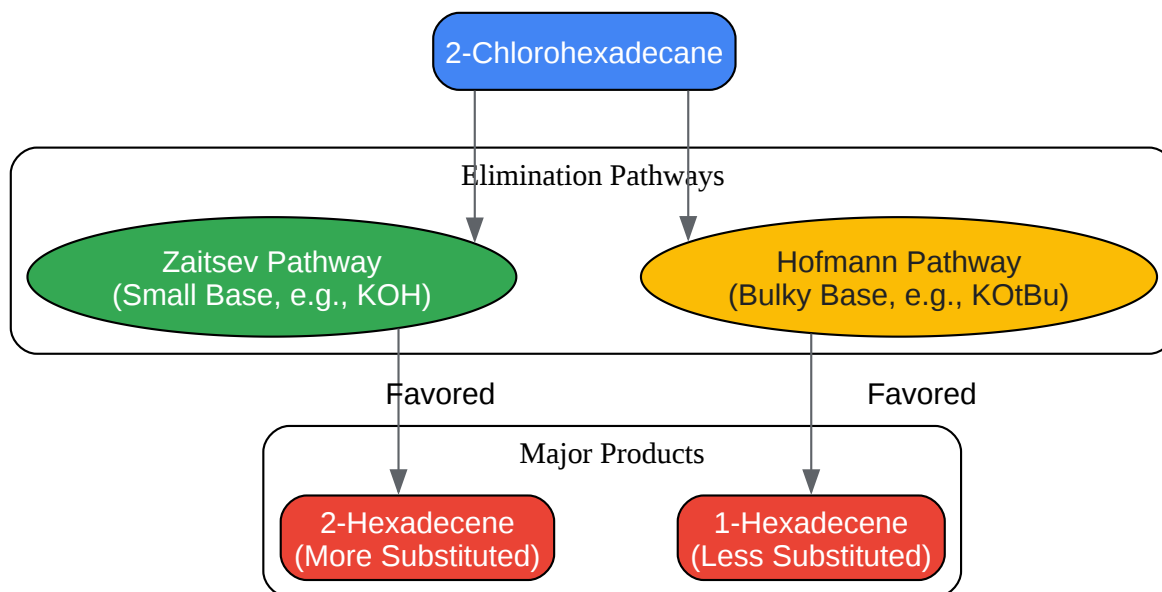 2-Chlorohexadecane
Elimination Pathways
Zaitsev Pathway
(Small Base, e.g., KOH)
Hofmann Pathway
(Bulky Base, e.g., KOtBu)
Favored
Favored
Major Products
2-Hexadecene
(More Substituted)
1-Hexadecene
(Less Substituted)